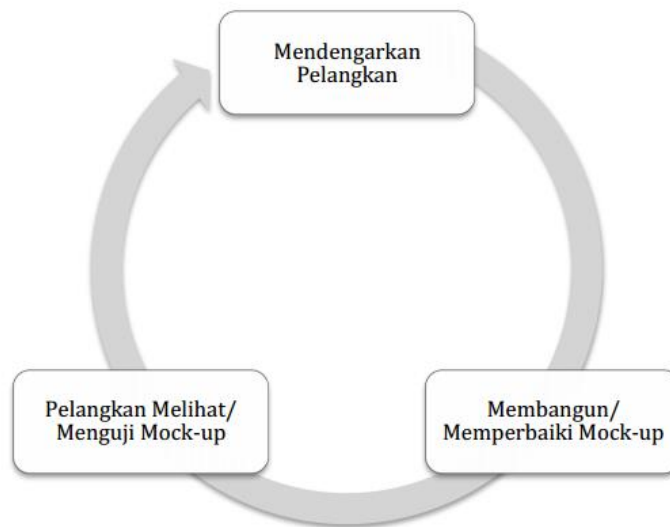 Mendengarkan
Pelangkan
Pelangkan Melihat/
Menguji Mock-up
Membangun/
Memperbaiki Mock-up